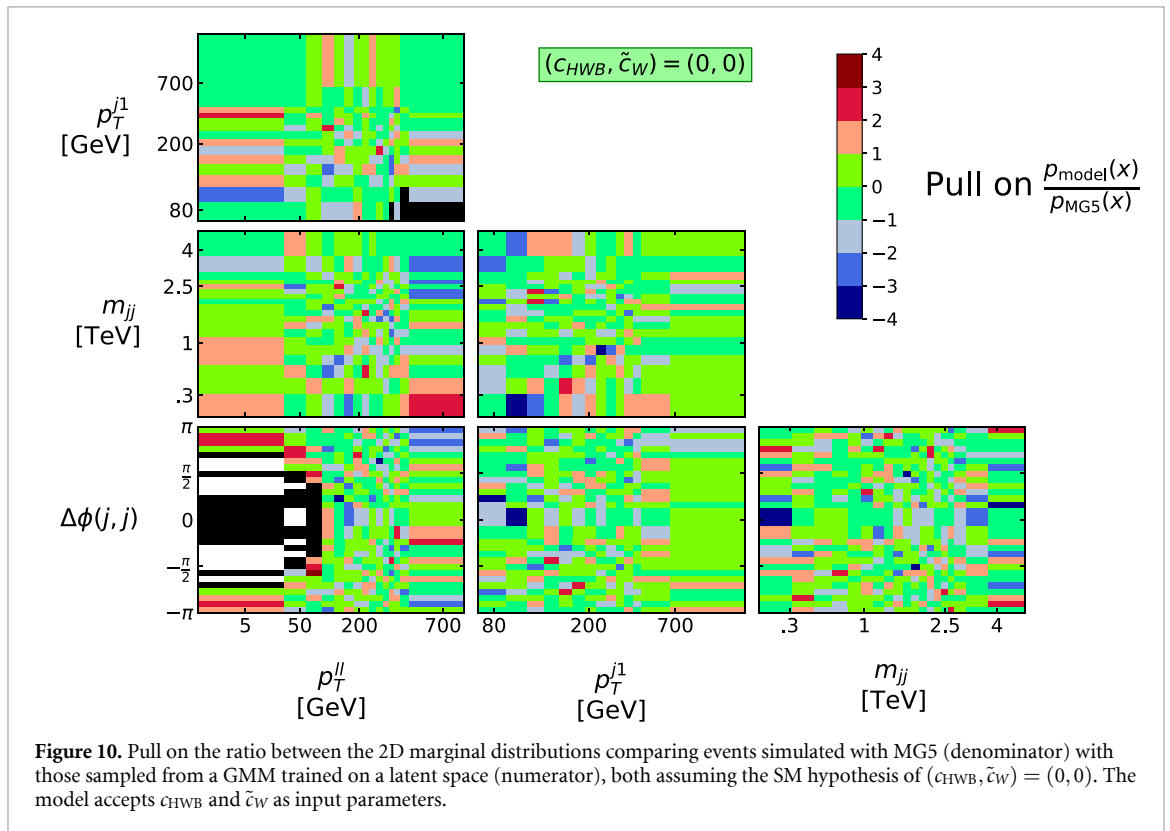 (c_HWB, c̃_W) = (0, 0)
700
200
80
p_T^{j1}
[GeV]
4
3
2
1
0
−1
−2
−3
−4
Pull on p_model(x) / p_MG5(x)
4
2.5
1
.3
m_jj
[TeV]
π
π/2
0
−π/2
−π
Δϕ(j, j)
5 50 200 700
80 200 700
.3 1 2.5 4
p_T^{ll}
[GeV]
p_T^{j1}
[GeV]
m_jj
[TeV]
Figure 10. Pull on the ratio between the 2D marginal distributions comparing events simulated with MG5 (denominator) with
those sampled from a GMM trained on a latent space (numerator), both assuming the SM hypothesis of (c_HWB, c̃_W) = (0, 0). The
model accepts c_HWB and c̃_W as input parameters.